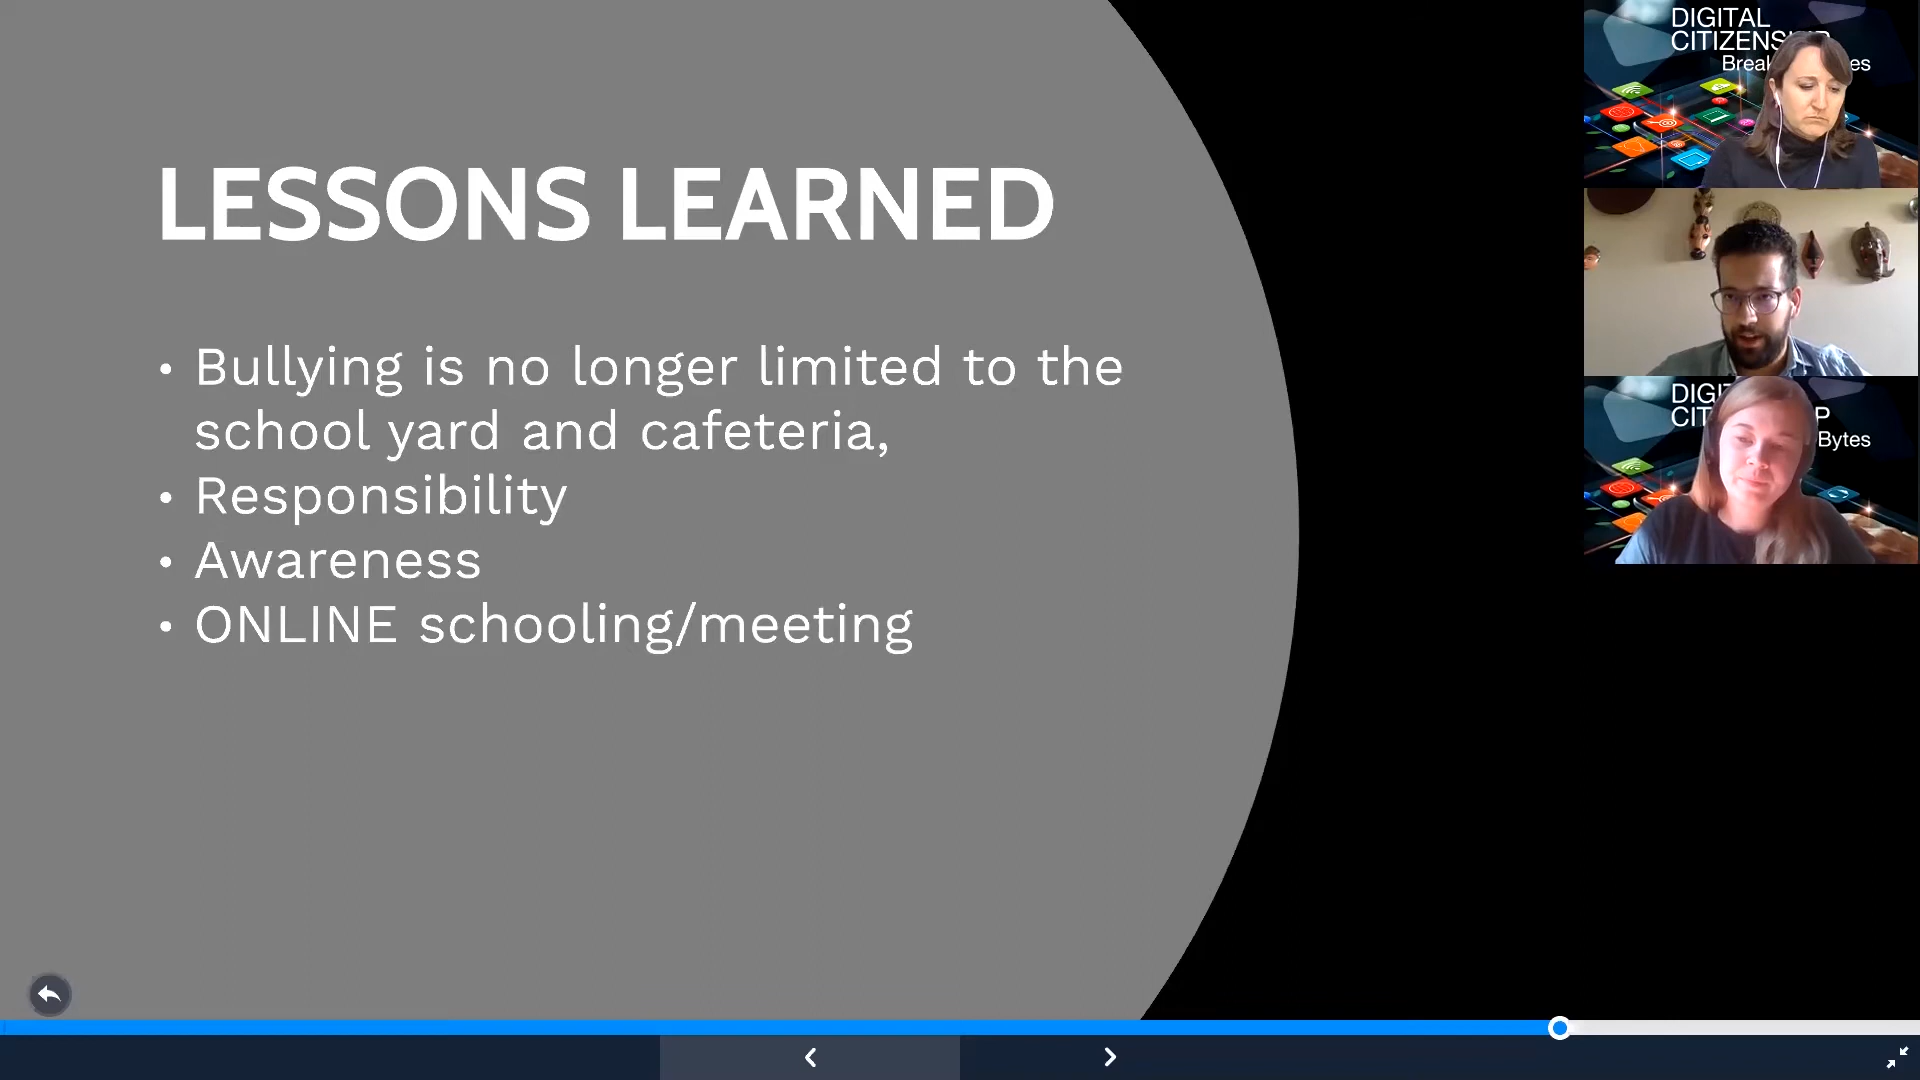 LESSONS LEARNED
• Bullying is no longer limited to the
school yard and cafeteria,
• Responsibility
• Awareness
• ONLINE schooling/meeting
DIGITAL
Bytes